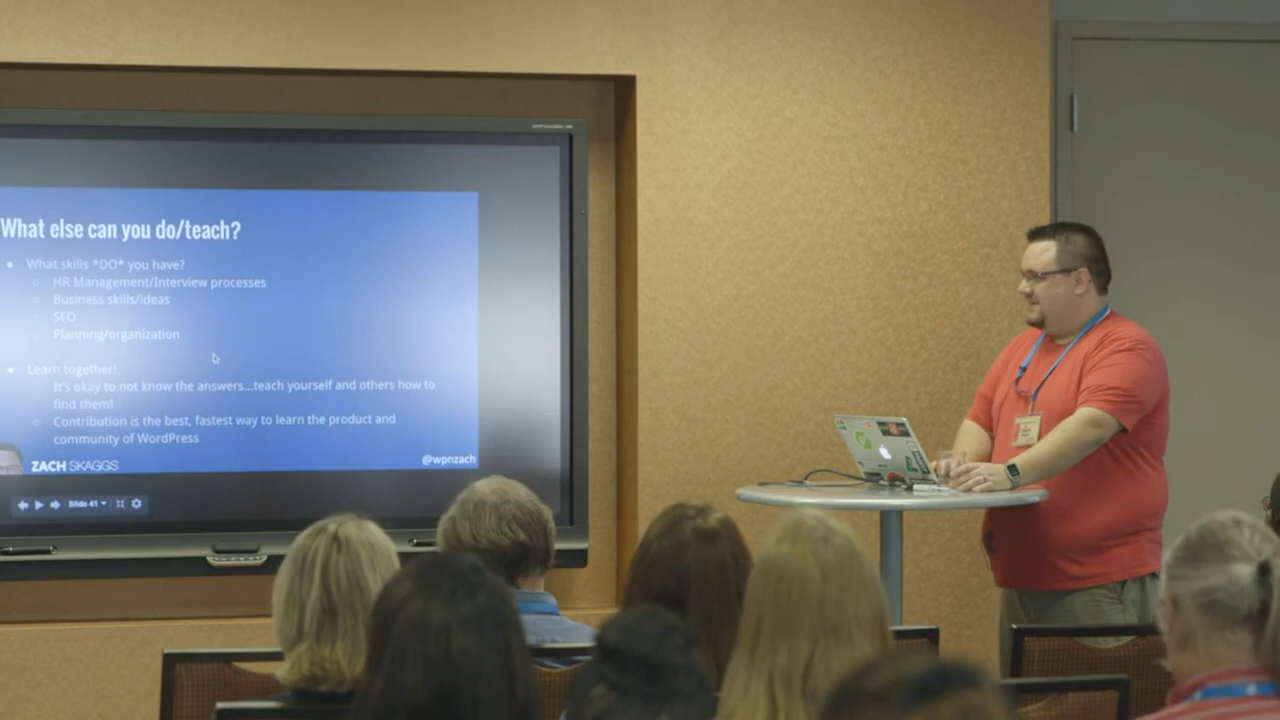 What else can you do/teach?
What skills *DO* you have?
HR Management/Interview processes
Business skills/ideas
SEO
Planning/organization
Learn together!
It's okay to not know the answers...teach yourself and others how to
find them!
Contribution is the best, fastest way to learn the product and
community of WordPress
ZACH SKAGGS
@wpnzach
Slide 41